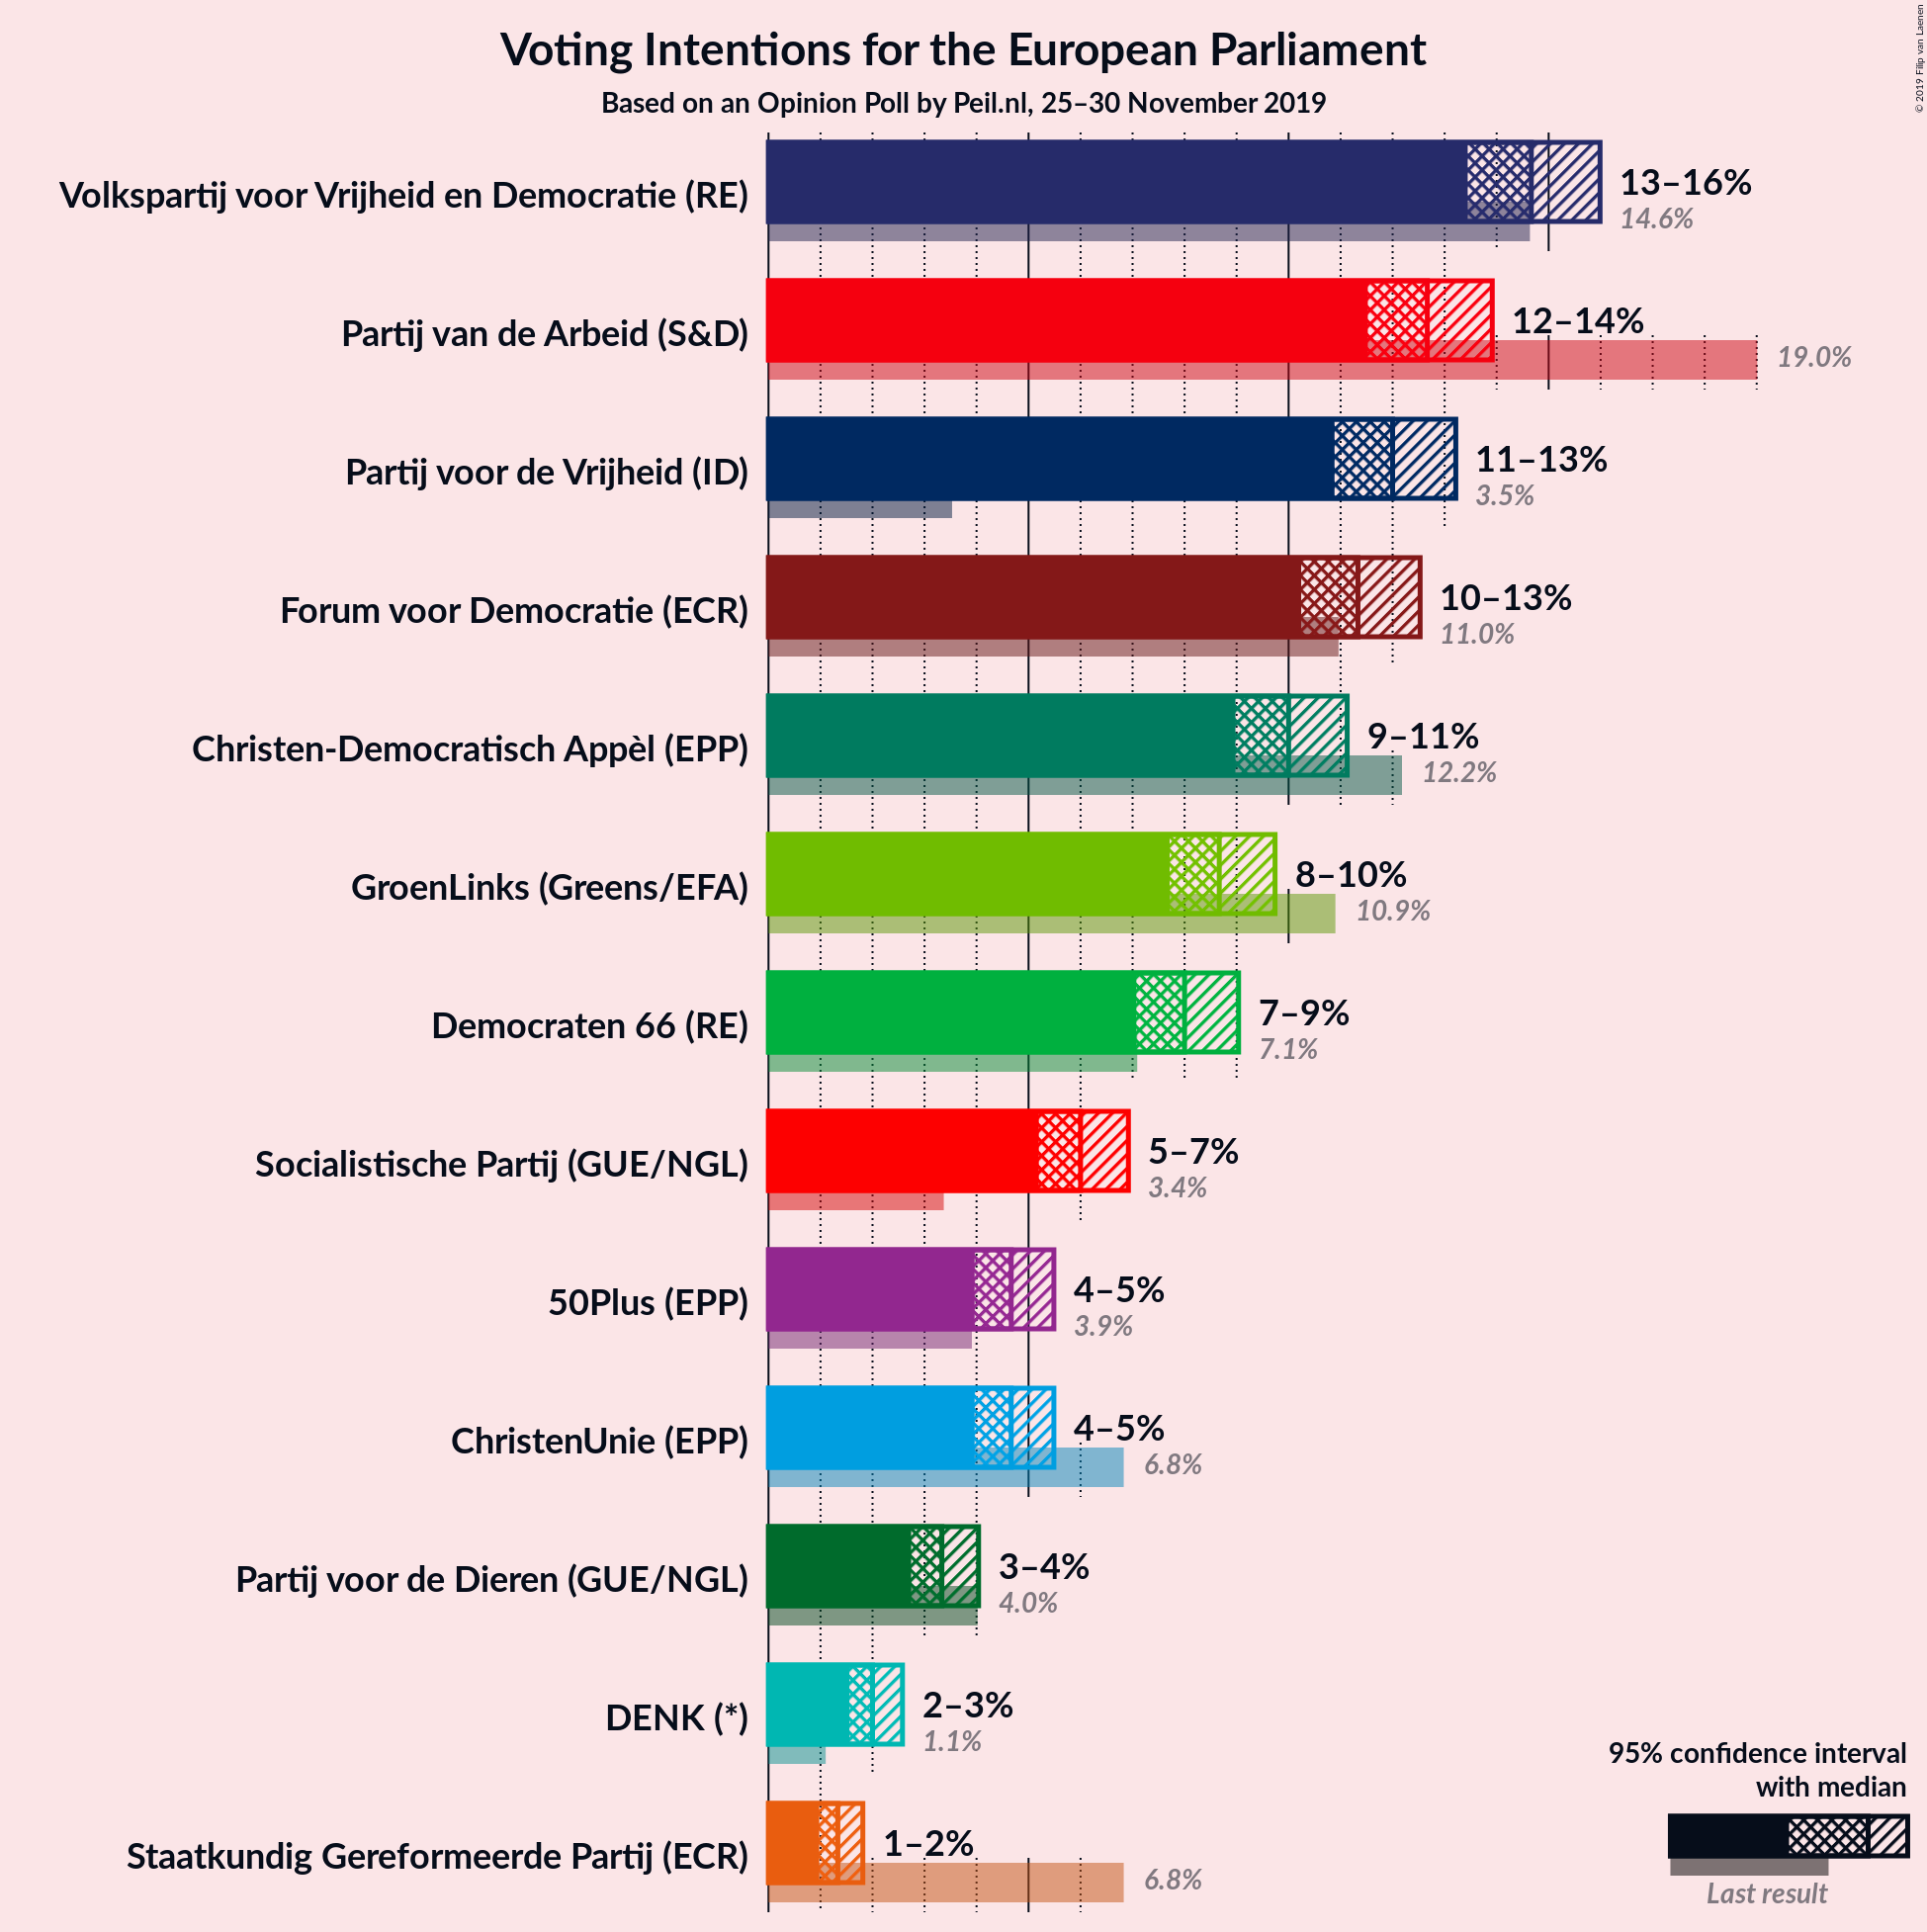 Voting Intentions for the European Parliament
Based on an Opinion Poll by Peil.nl, 25–30 November 2019
© 2019 Filip van Laenen
Volkspartij voor Vrijheid en Democratie (RE)
13–16%
14.6%
Partij van de Arbeid (S&D)
12–14%
19.0%
Partij voor de Vrijheid (ID)
11–13%
3.5%
Forum voor Democratie (ECR)
10–13%
11.0%
Christen-Democratisch Appèl (EPP)
9–11%
12.2%
GroenLinks (Greens/EFA)
8–10%
10.9%
Democraten 66 (RE)
7–9%
7.1%
Socialistische Partij (GUE/NGL)
5–7%
3.4%
50Plus (EPP)
4–5%
3.9%
ChristenUnie (EPP)
4–5%
6.8%
Partij voor de Dieren (GUE/NGL)
3–4%
4.0%
DENK (*)
2–3%
1.1%
Staatkundig Gereformeerde Partij (ECR)
1–2%
6.8%
95% confidence interval
with median
Last result